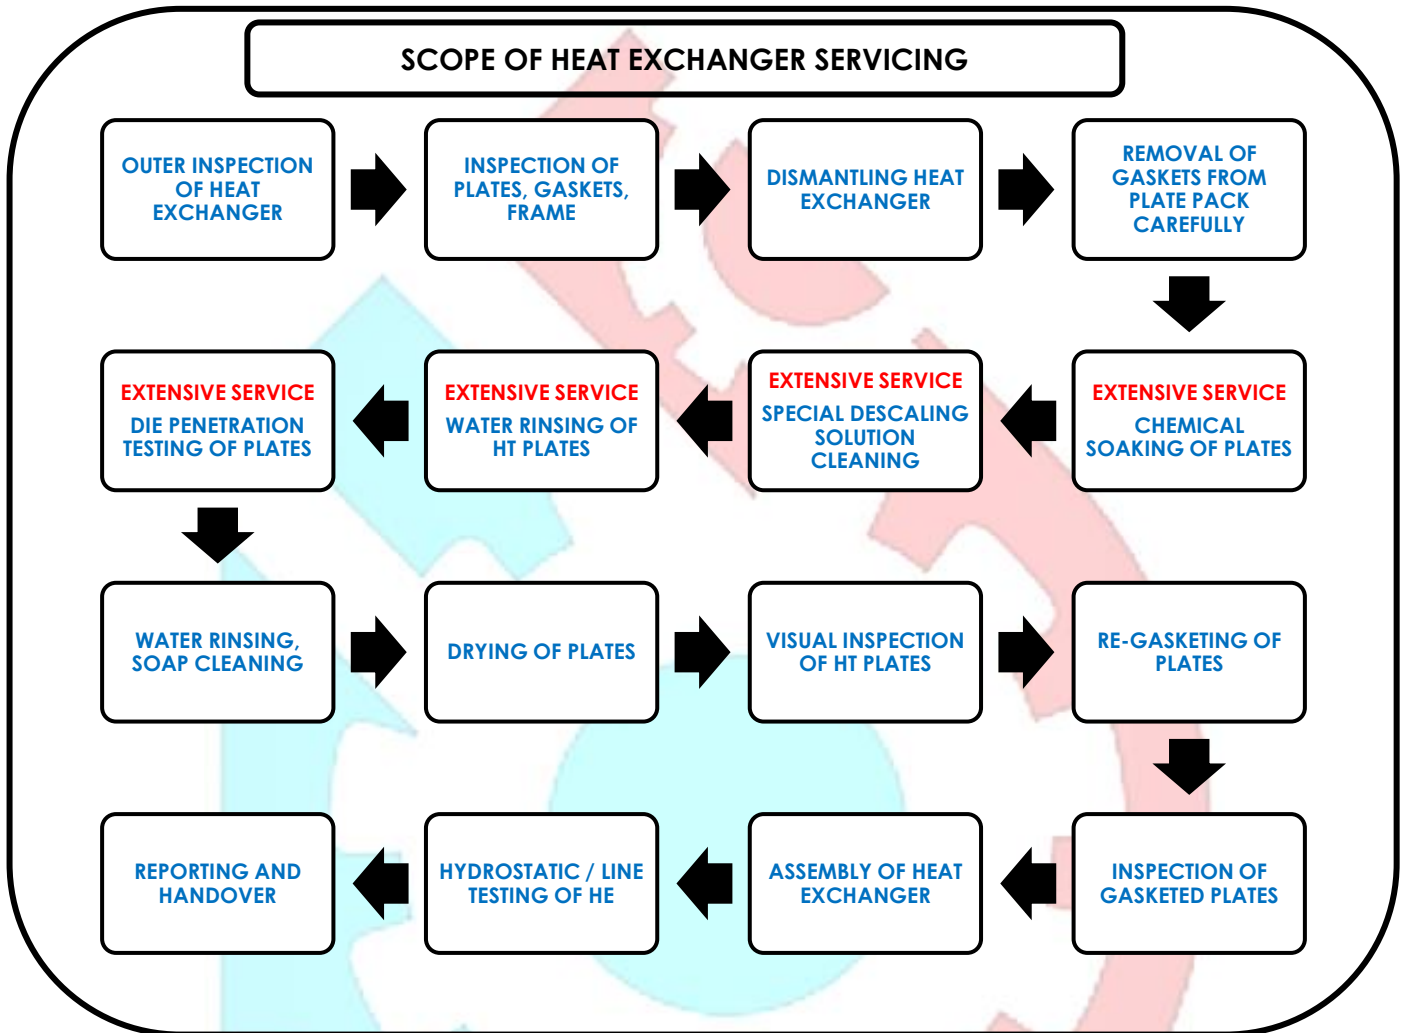 SCOPE OF HEAT EXCHANGER SERVICING
OUTER INSPECTION
OF HEAT
EXCHANGER
INSPECTION OF
PLATES, GASKETS,
FRAME
DISMANTLING HEAT
EXCHANGER
REMOVAL OF
GASKETS FROM
PLATE PACK
CAREFULLY
EXTENSIVE SERVICE
CHEMICAL
SOAKING OF PLATES
EXTENSIVE SERVICE
SPECIAL DESCALING
SOLUTION
CLEANING
EXTENSIVE SERVICE
WATER RINSING OF
HT PLATES
EXTENSIVE SERVICE
DIE PENETRATION
TESTING OF PLATES
WATER RINSING,
SOAP CLEANING
DRYING OF PLATES
VISUAL INSPECTION
OF HT PLATES
RE-GASKETING OF
PLATES
INSPECTION OF
GASKETED PLATES
ASSEMBLY OF HEAT
EXCHANGER
HYDROSTATIC / LINE
TESTING OF HE
REPORTING AND
HANDOVER